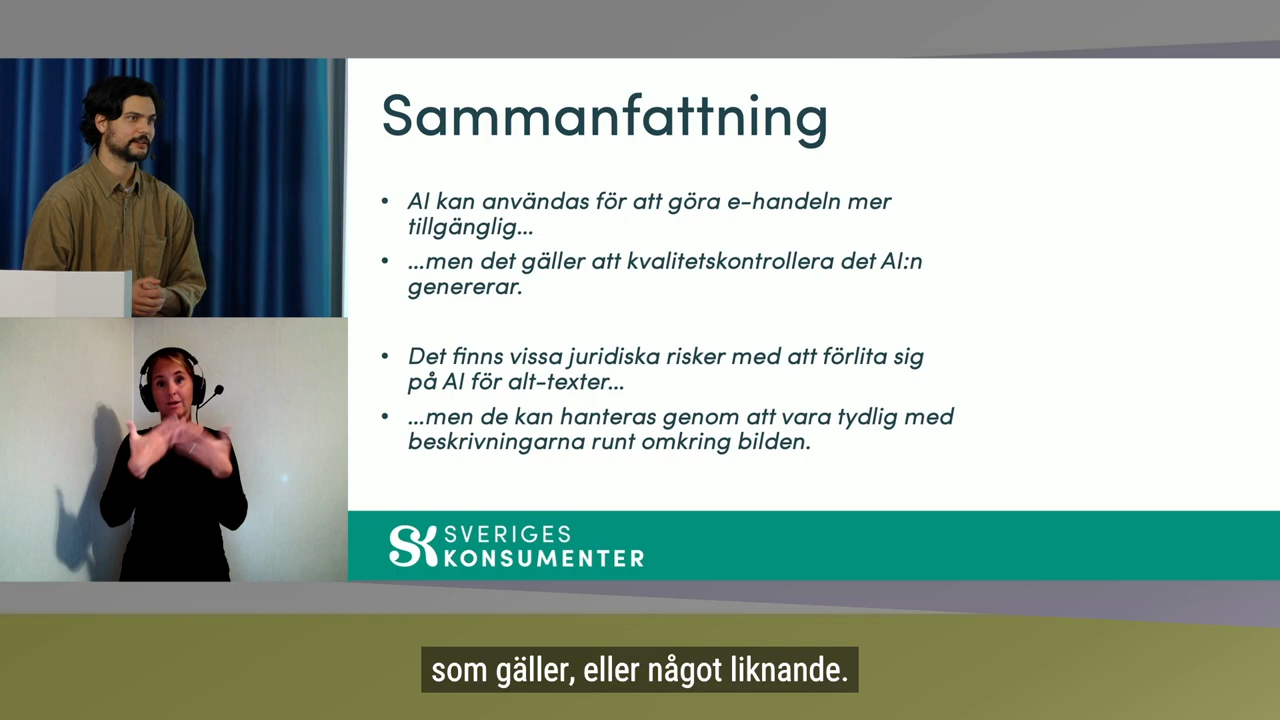 Sammanfattning
• AI kan användas för att göra e-handeln mer
tillgänglig...
• ...men det gäller att kvalitetskontrollera det AI:n
genererar.
• Det finns vissa juridiska risker med att förlita sig
på AI för alt-texter...
• ...men de kan hanteras genom att vara tydlig med
beskrivningarna runt omkring bilden.
SK SVERIGES
KONSUMENTER
som gäller, eller något liknande.